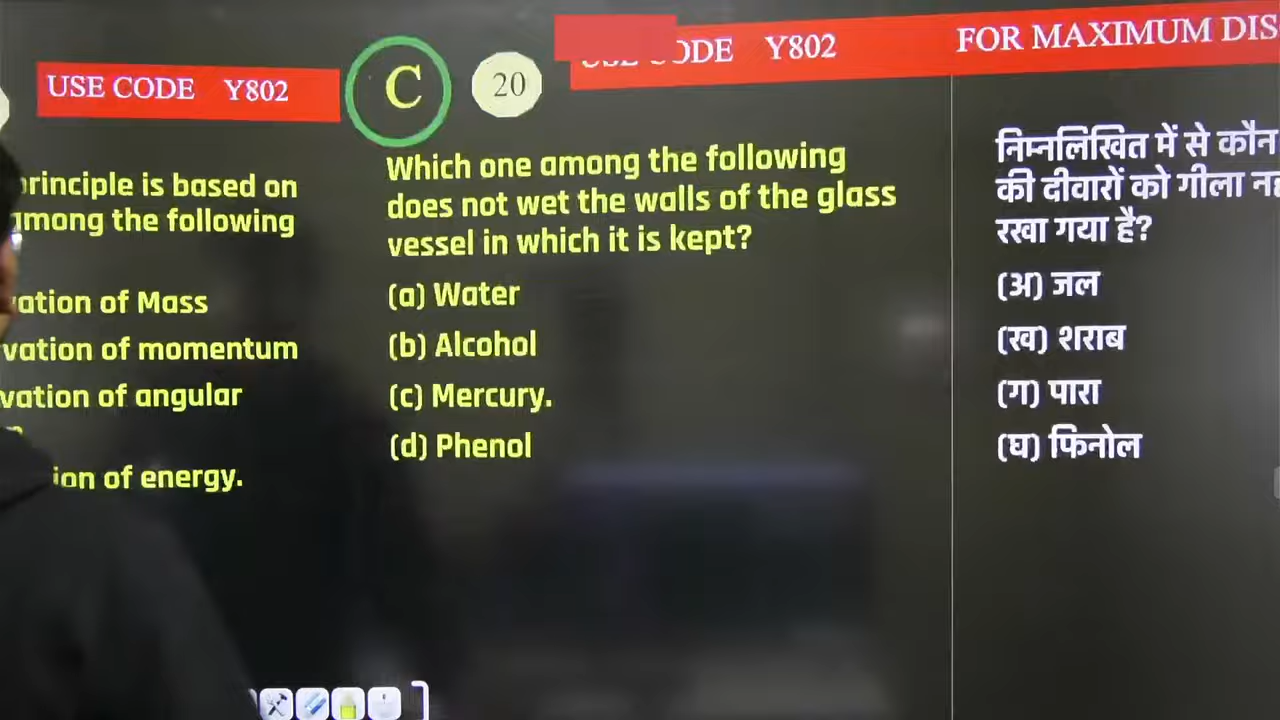 USE CODE Y802
C
20
CODE Y802
FOR MAXIMUM DIS
principle is based on
among the following
vation of Mass
vation of momentum
vation of angular
ion of energy.
Which one among the following
does not wet the walls of the glass
vessel in which it is kept?
(a) Water
(b) Alcohol
(c) Mercury.
(d) Phenol
निम्नलिखित में से कौन
की दीवारों को गीला
रखा गया है?
(अ) जल
(ख) शराब
(ग) पारा
(घ) फिनोल